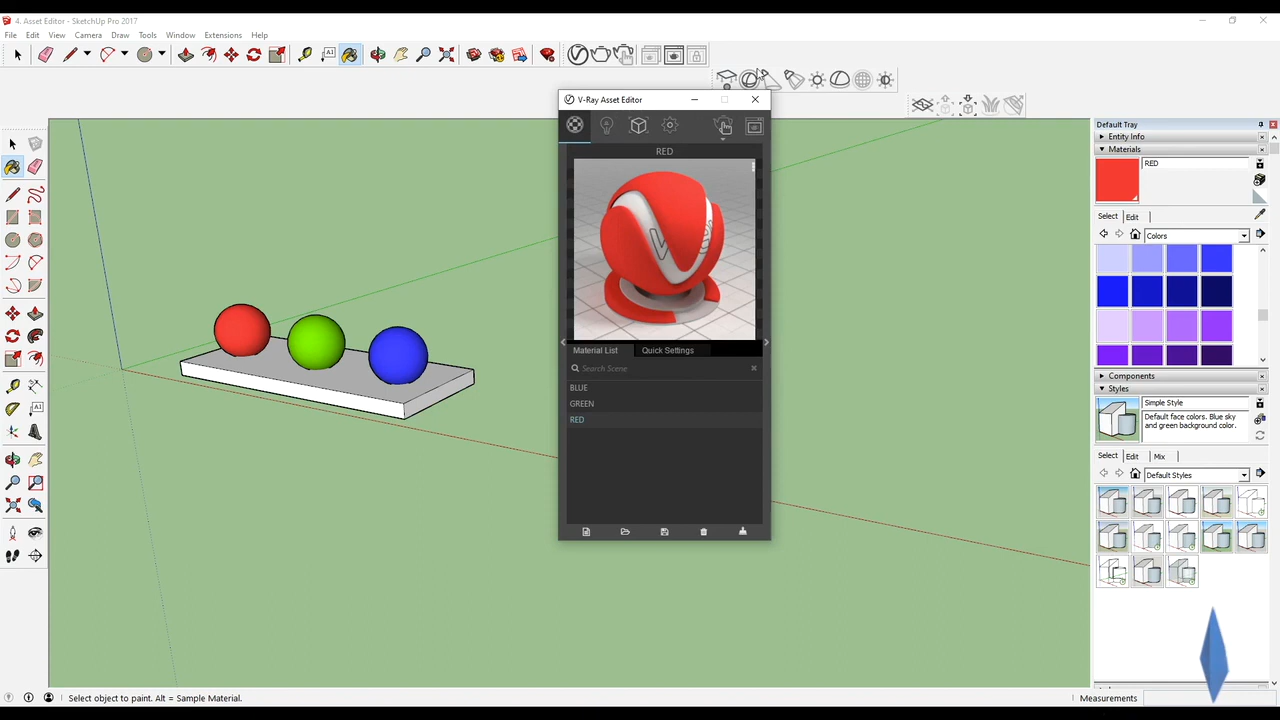 4. Asset Editor - SketchUp Pro 2017
File Edit View Camera Draw Tools Window Extensions Help
V-Ray Asset Editor
RED
Material List Quick Settings
Search Scene
BLUE
GREEN
RED
Default Tray
Entity Info
Materials
RED
Select Edit
Colors
Components
Styles
Simple Style
Default face colors. Blue sky
and green background color.
Select Edit Mix
Default Styles
Select object to paint. Alt = Sample Material.
Measurements